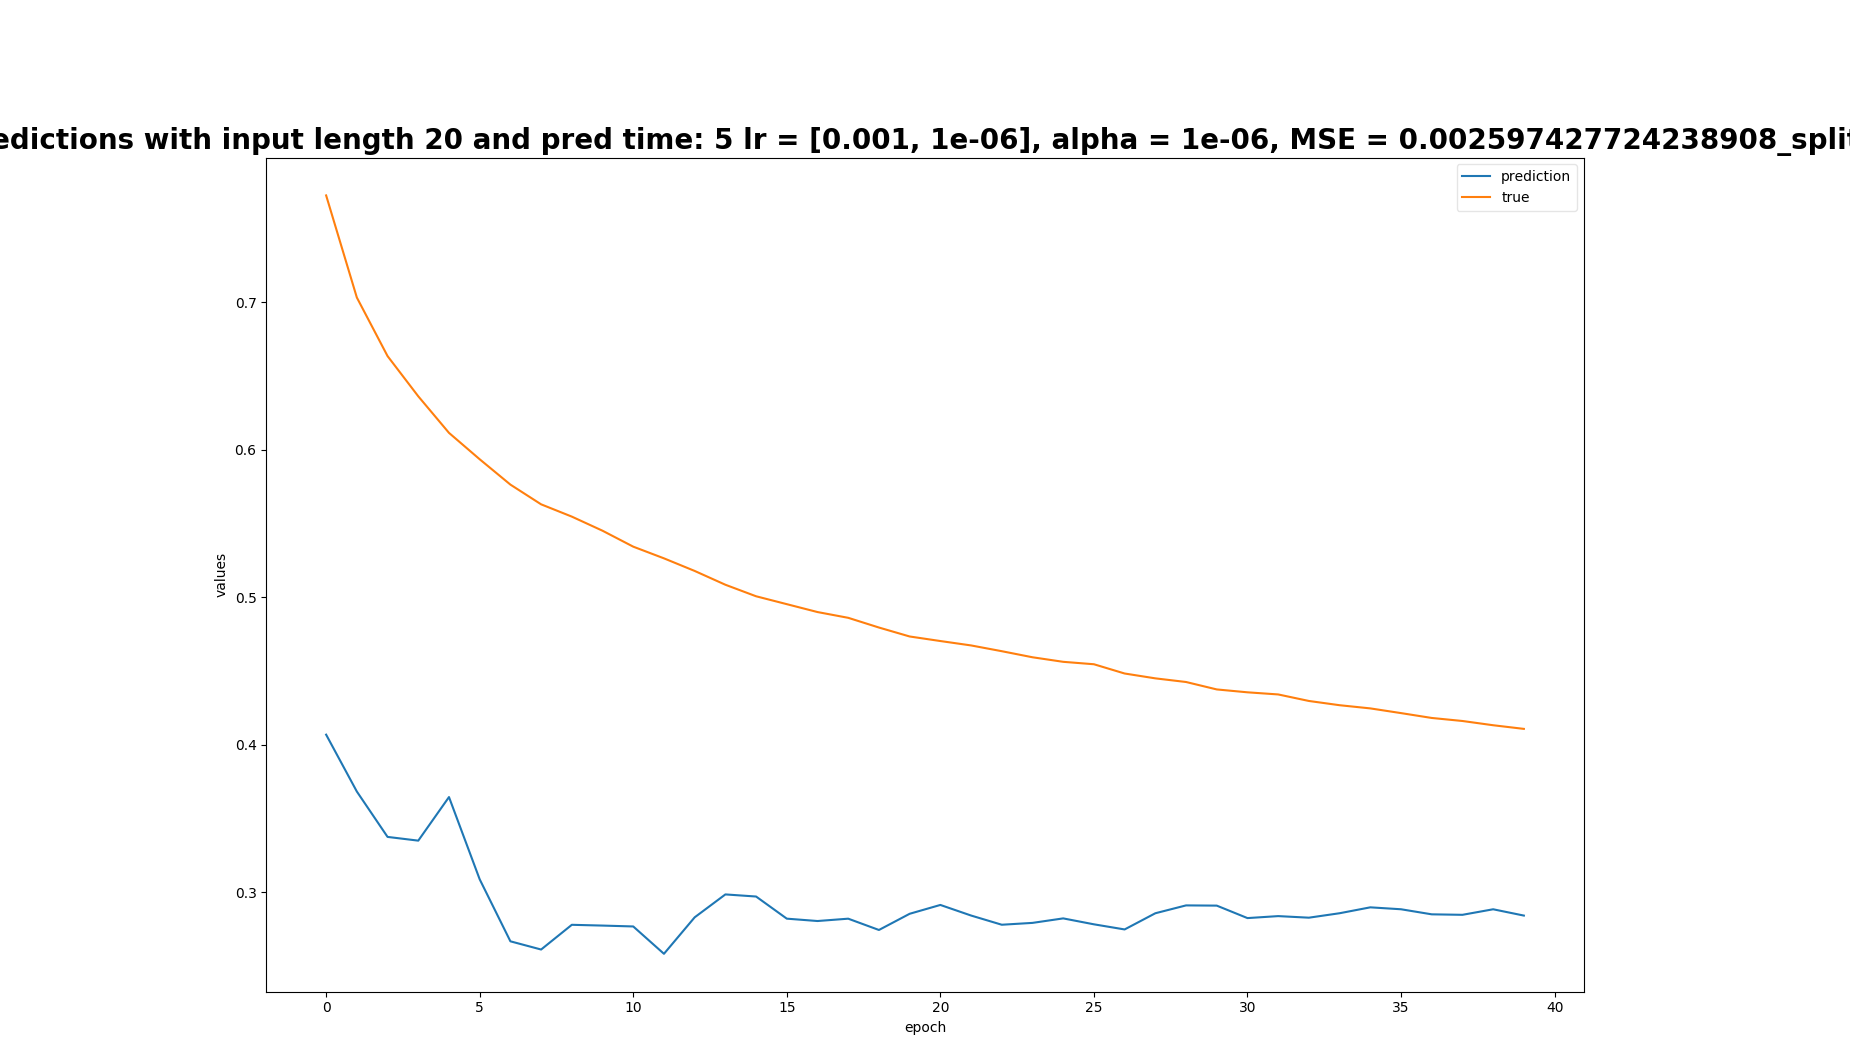 edictions with input length 20 and pred time: 5 lr = [0.001, 1e-06], alpha = 1e-06, MSE = 0.002597427724238908_split
prediction
true
0.7
0.6
0.5
0.4
0.3
values
0 5 10 15 20 25 30 35 40
epoch